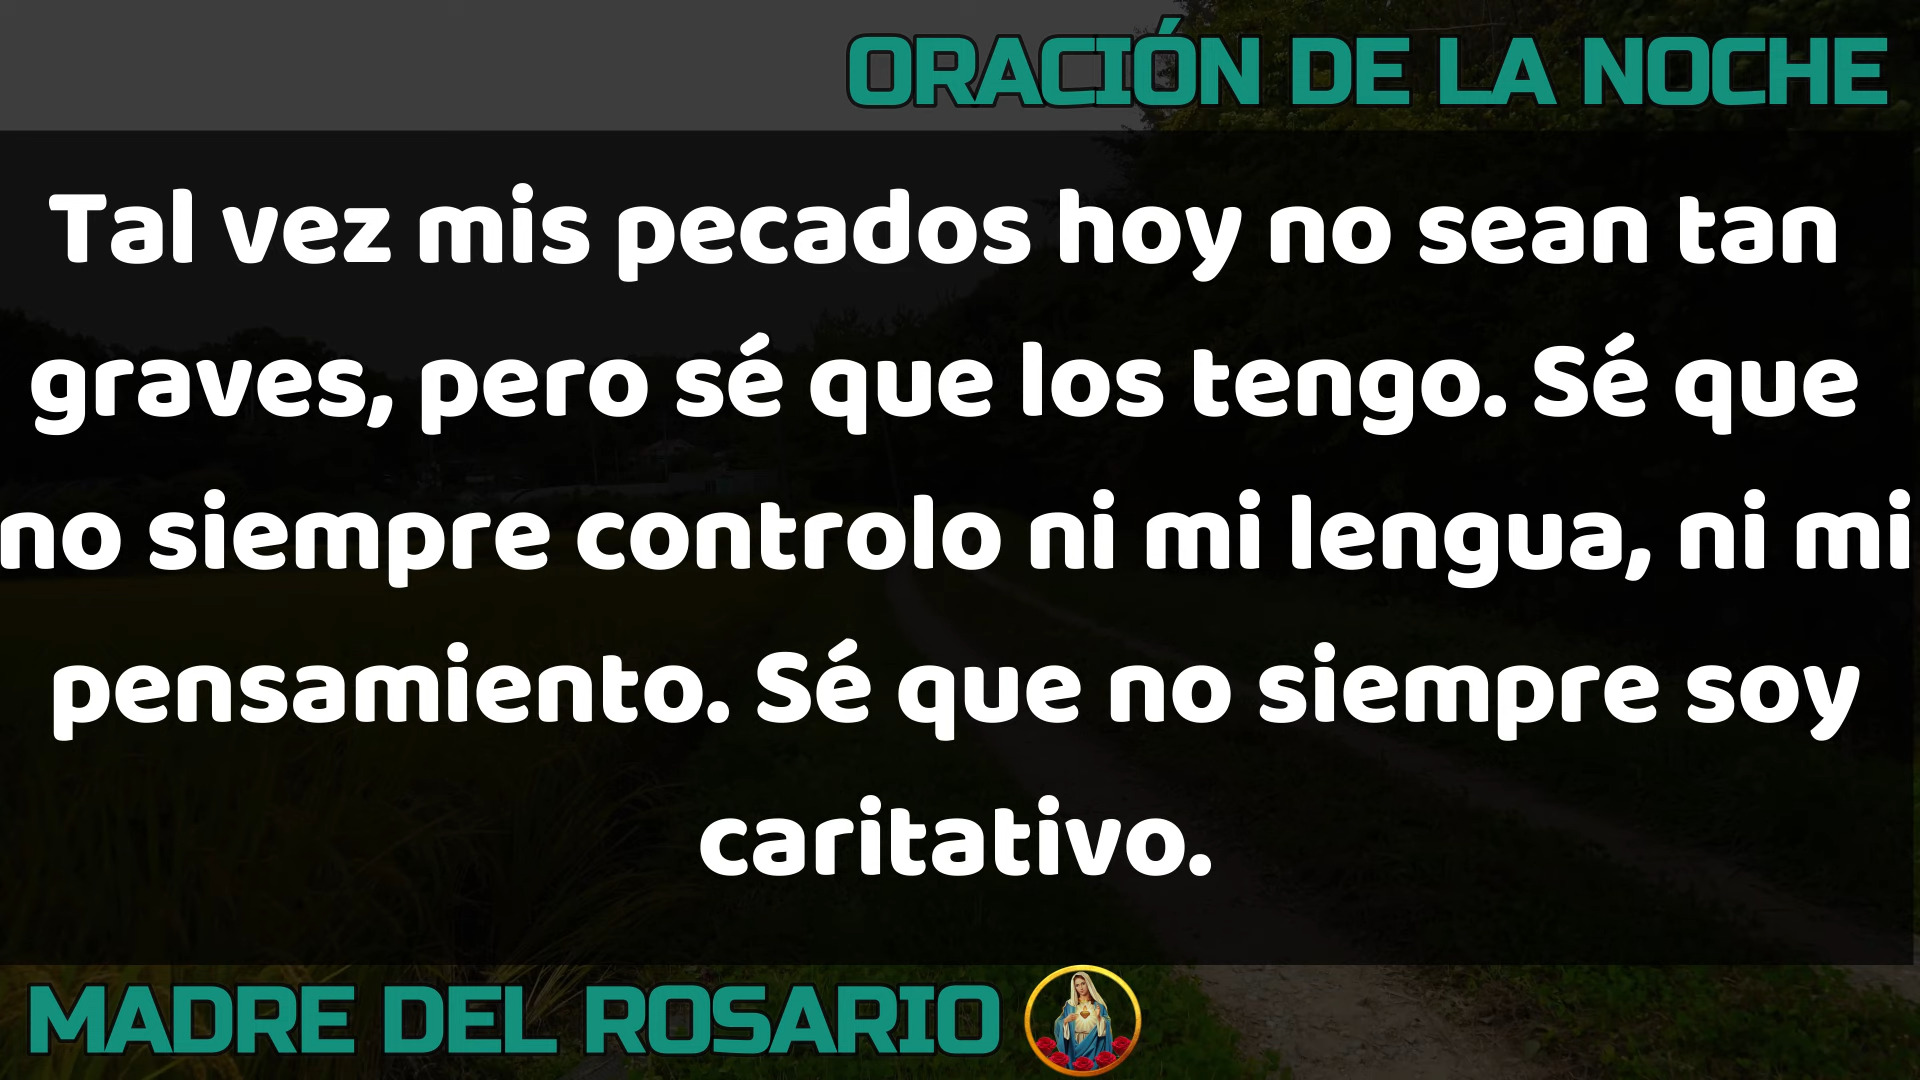 ORACIÓN DE LA NOCHE
Tal vez mis pecados hoy no sean tan
graves, pero sé que los tengo. Sé que
no siempre controlo ni mi lengua, ni mi
pensamiento. Sé que no siempre soy
caritativo.
MADRE DEL ROSARIO